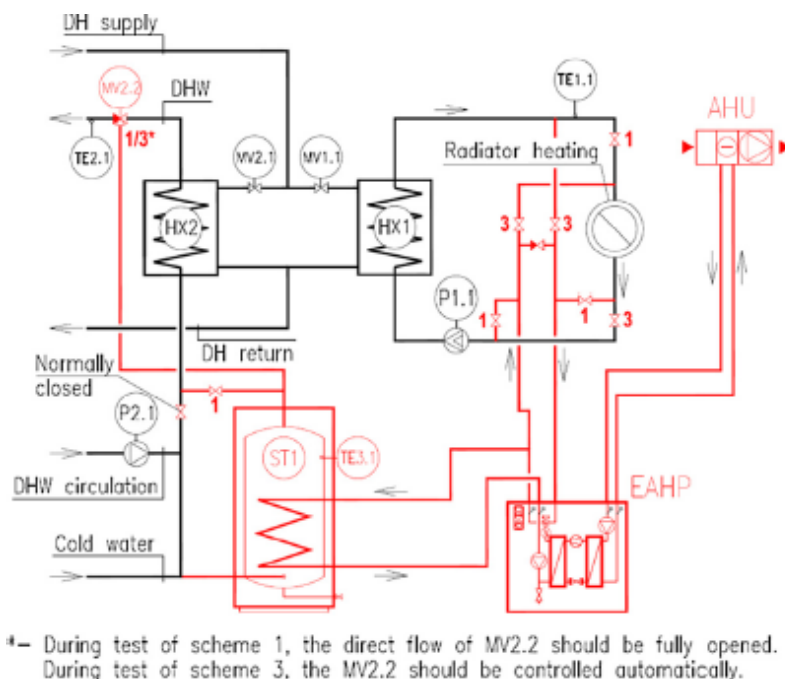 DH supply
MV2.2
DHW
TE1.1
AHU
1/3*
1
TE2.1
MV2.1
MV1.1
Radiator heating
HX2
HX1
3
3
P1.1
1
1
3
DH return
Normally
closed
1
P2.1
ST1
TE3.1
EAHP
DHW circulation
Cold water
*– During test of scheme 1, the direct flow of MV2.2 should be fully opened.
During test of scheme 3, the MV2.2 should be controlled automatically.